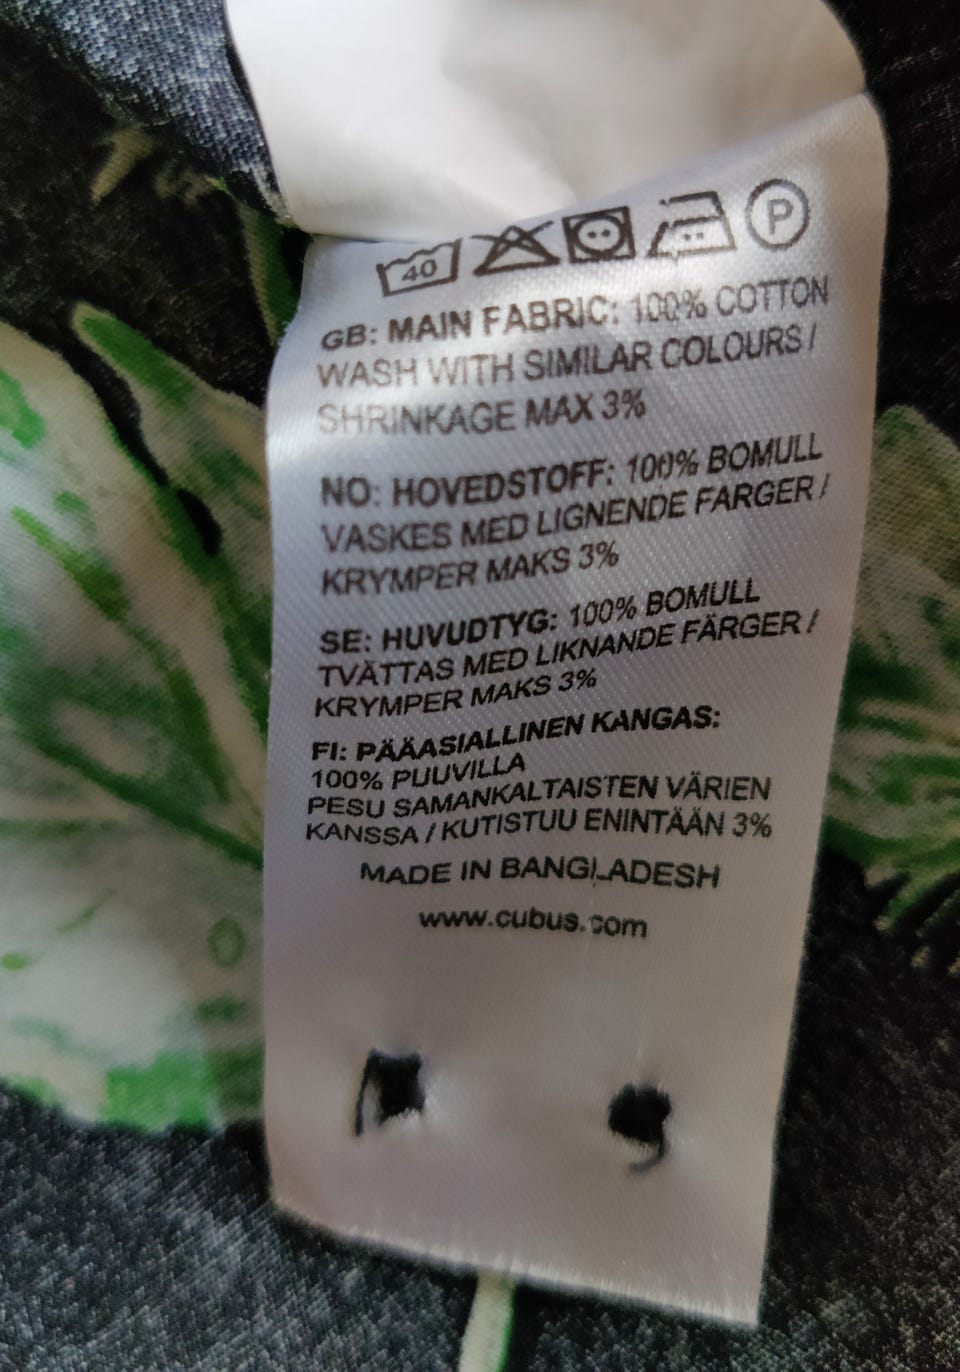 40 P
GB: MAIN FABRIC: 100% COTTON
WASH WITH SIMILAR COLOURS /
SHRINKAGE MAX 3%
NO: HOVEDSTOFF: 100% BOMULL
VASKES MED LIGNENDE FARGER /
KRYMPER MAKS 3%
SE: HUVUDTYG: 100% BOMULL
TVÄTTAS MED LIKNANDE FÄRGER /
KRYMPER MAKS 3%
FI: PÄÄASIALLINEN KANGAS:
100% PUUVILLA
PESU SAMANKALTAISTEN VÄRIEN
KANSSA / KUTISTUU ENINTÄÄN 3%
MADE IN BANGLADESH
www.cubus.com